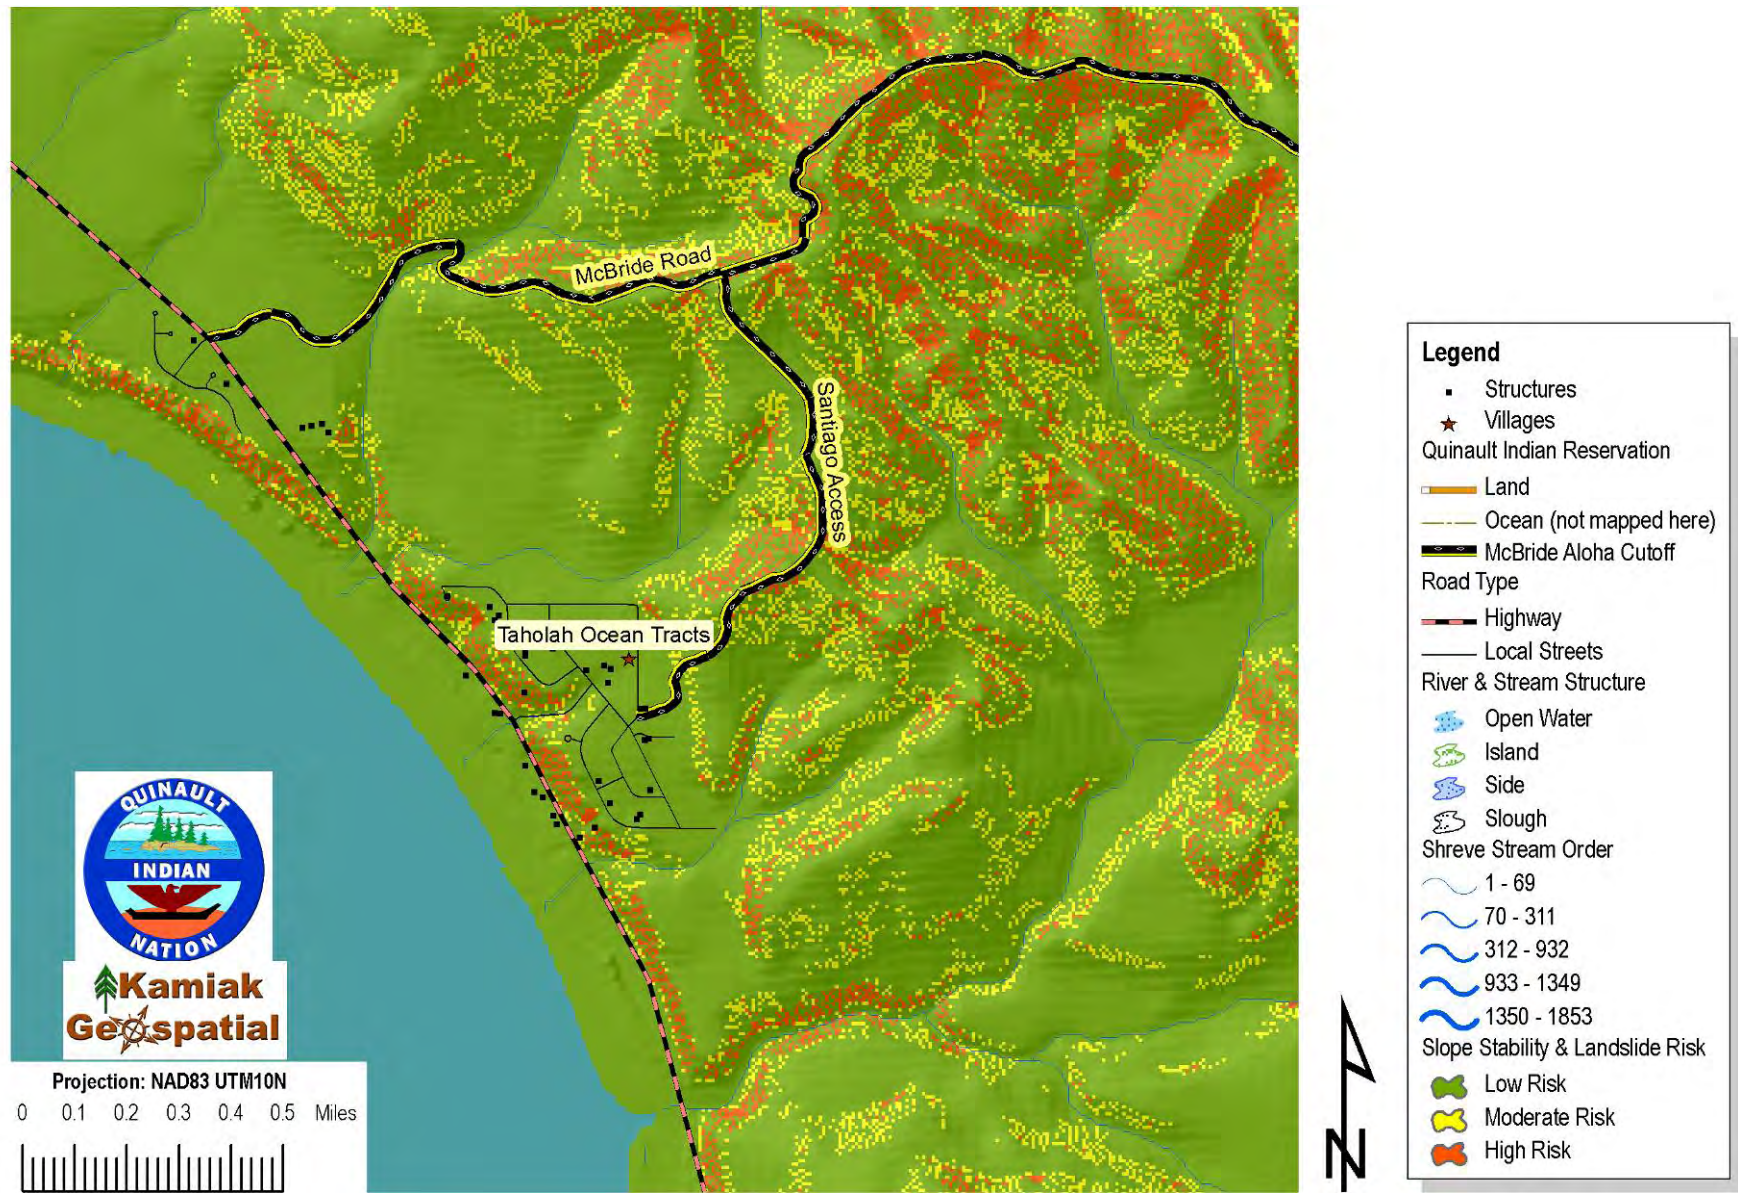 McBride Road
Santiago Access
Taholah Ocean Tracts
QUINAULT
INDIAN
NATION
Kamiak
Geospatial
Projection: NAD83 UTM10N
0 0.1 0.2 0.3 0.4 0.5 Miles
N
Legend
Structures
Villages
Quinault Indian Reservation
Land
Ocean (not mapped here)
McBride Aloha Cutoff
Road Type
Highway
Local Streets
River & Stream Structure
Open Water
Island
Side
Slough
Shreve Stream Order
1 - 69
70 - 311
312 - 932
933 - 1349
1350 - 1853
Slope Stability & Landslide Risk
Low Risk
Moderate Risk
High Risk